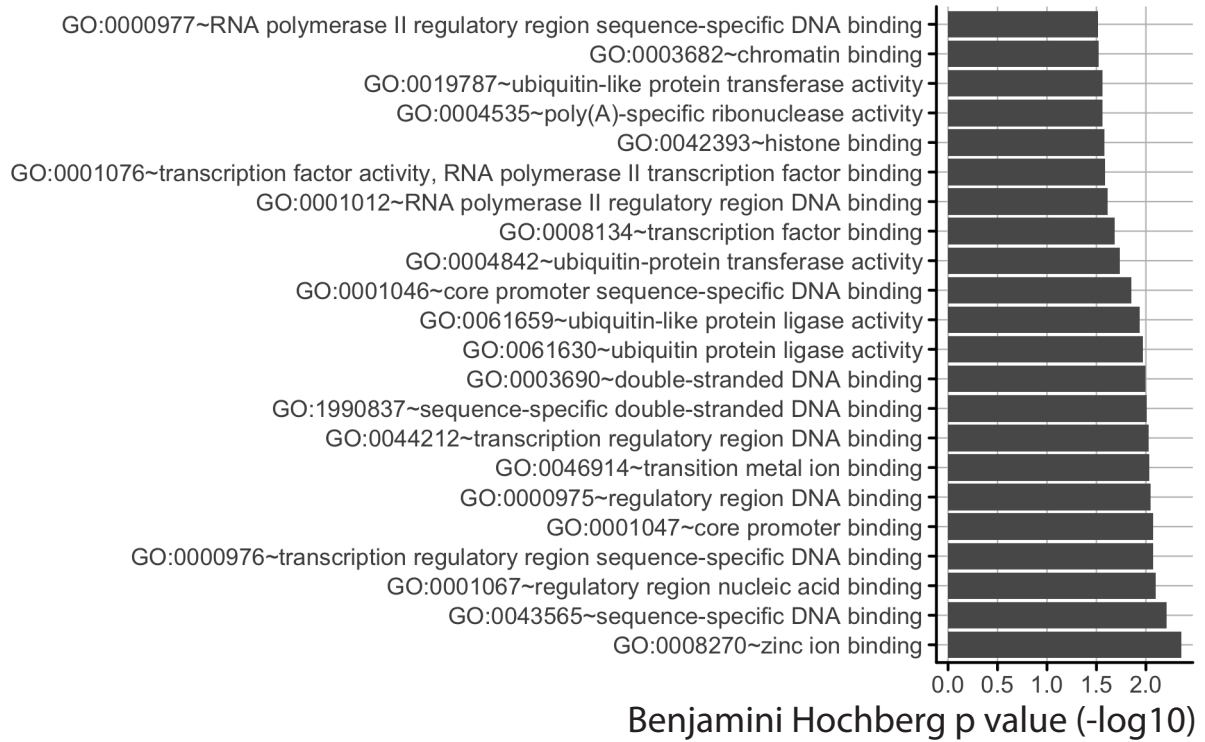 GO:0000977~RNA polymerase II regulatory region sequence-specific DNA binding
GO:0003682~chromatin binding
GO:0019787~ubiquitin-like protein transferase activity
GO:0004535~poly(A)-specific ribonuclease activity
GO:0042393~histone binding
GO:0001076~transcription factor activity, RNA polymerase II transcription factor binding
GO:0001012~RNA polymerase II regulatory region DNA binding
GO:0008134~transcription factor binding
GO:0004842~ubiquitin-protein transferase activity
GO:0001046~core promoter sequence-specific DNA binding
GO:0061659~ubiquitin-like protein ligase activity
GO:0061630~ubiquitin protein ligase activity
GO:0003690~double-stranded DNA binding
GO:1990837~sequence-specific double-stranded DNA binding
GO:0044212~transcription regulatory region DNA binding
GO:0046914~transition metal ion binding
GO:0000975~regulatory region DNA binding
GO:0001047~core promoter binding
GO:0000976~transcription regulatory region sequence-specific DNA binding
GO:0001067~regulatory region nucleic acid binding
GO:0043565~sequence-specific DNA binding
GO:0008270~zinc ion binding
0.0 0.5 1.0 1.5 2.0
Benjamini Hochberg p value (-log10)